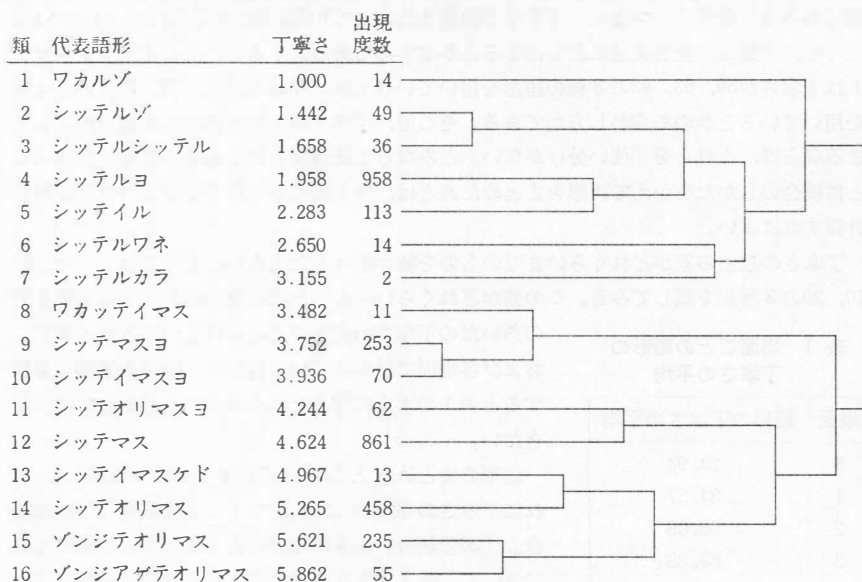 類 代表語形 丁寧さ 出現度数
1 ワカルゾ 1.000 14
2 シッテルゾ 1.442 49
3 シッテルシッテル 1.658 36
4 シッテルヨ 1.958 958
5 シッテイル 2.283 113
6 シッテルワネ 2.650 14
7 シッテルカラ 3.155 2
8 ワカッテイマス 3.482 11
9 シッテマスヨ 3.752 253
10 シッテイマスヨ 3.936 70
11 シッテオリマスヨ 4.244 62
12 シッテマス 4.624 861
13 シッテイマスケド 4.967 13
14 シッテオリマス 5.265 458
15 ゾンジテオリマス 5.621 235
16 ゾンジアゲテオリマス 5.862 55